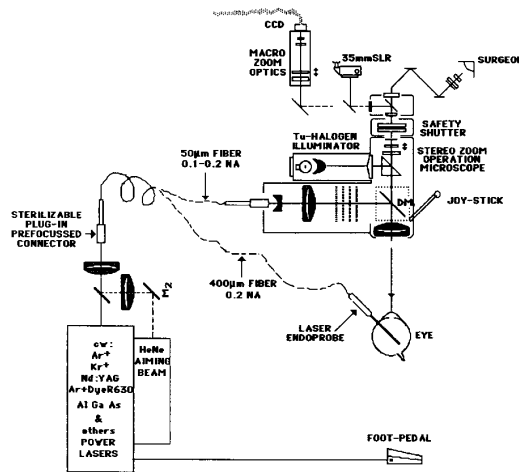 CCD
MACRO
ZOOM
OPTICS
35mmSLR
SURGEON
SAFETY
SHUTTER
Tu-HALOGEN
ILLUMINATOR
STEREO ZOOM
OPERATION
MICROSCOPE
50µm FIBER
0.1-0.2 NA
DM1
JOY-STICK
STERILIZABLE
PLUG-IN
PREFOCUSSED
CONNECTOR
M2
400µm FIBER
0.2 NA
LASER
ENDOPROBE
EYE
cw:
Ar+
Kr+
Nd:YAG
Ar+DyeR630
Al Ga As
&
others
POWER
LASERS
HeNe
AIMING
BEAM
FOOT-PEDAL